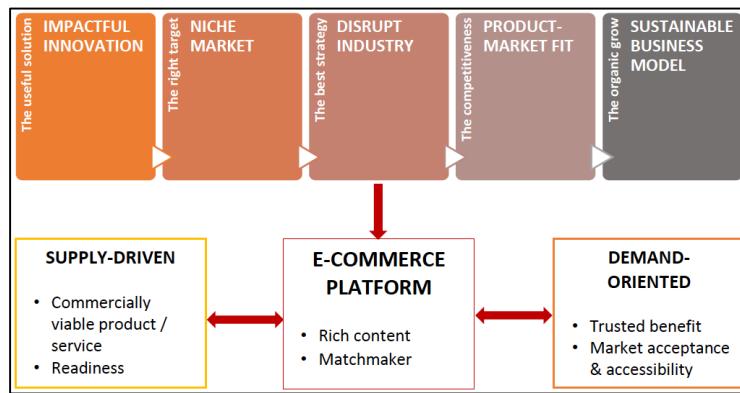 The useful solution
IMPACTFUL
INNOVATION
The right target
NICHE
MARKET
The best strategy
DISRUPT
INDUSTRY
The competitiveness
PRODUCT-
MARKET FIT
The organic grow
SUSTAINABLE
BUSINESS
MODEL
SUPPLY-DRIVEN
• Commercially
viable product /
service
• Readiness
E-COMMERCE
PLATFORM
• Rich content
• Matchmaker
DEMAND-
ORIENTED
• Trusted benefit
• Market acceptance
& accessibility